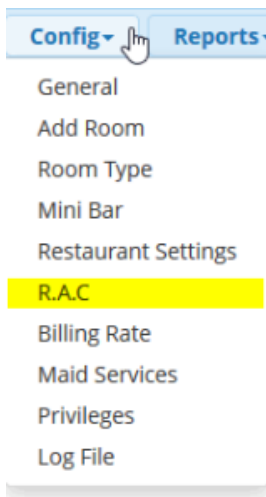 Config Reports
General
Add Room
Room Type
Mini Bar
Restaurant Settings
R.A.C
Billing Rate
Maid Services
Privileges
Log File